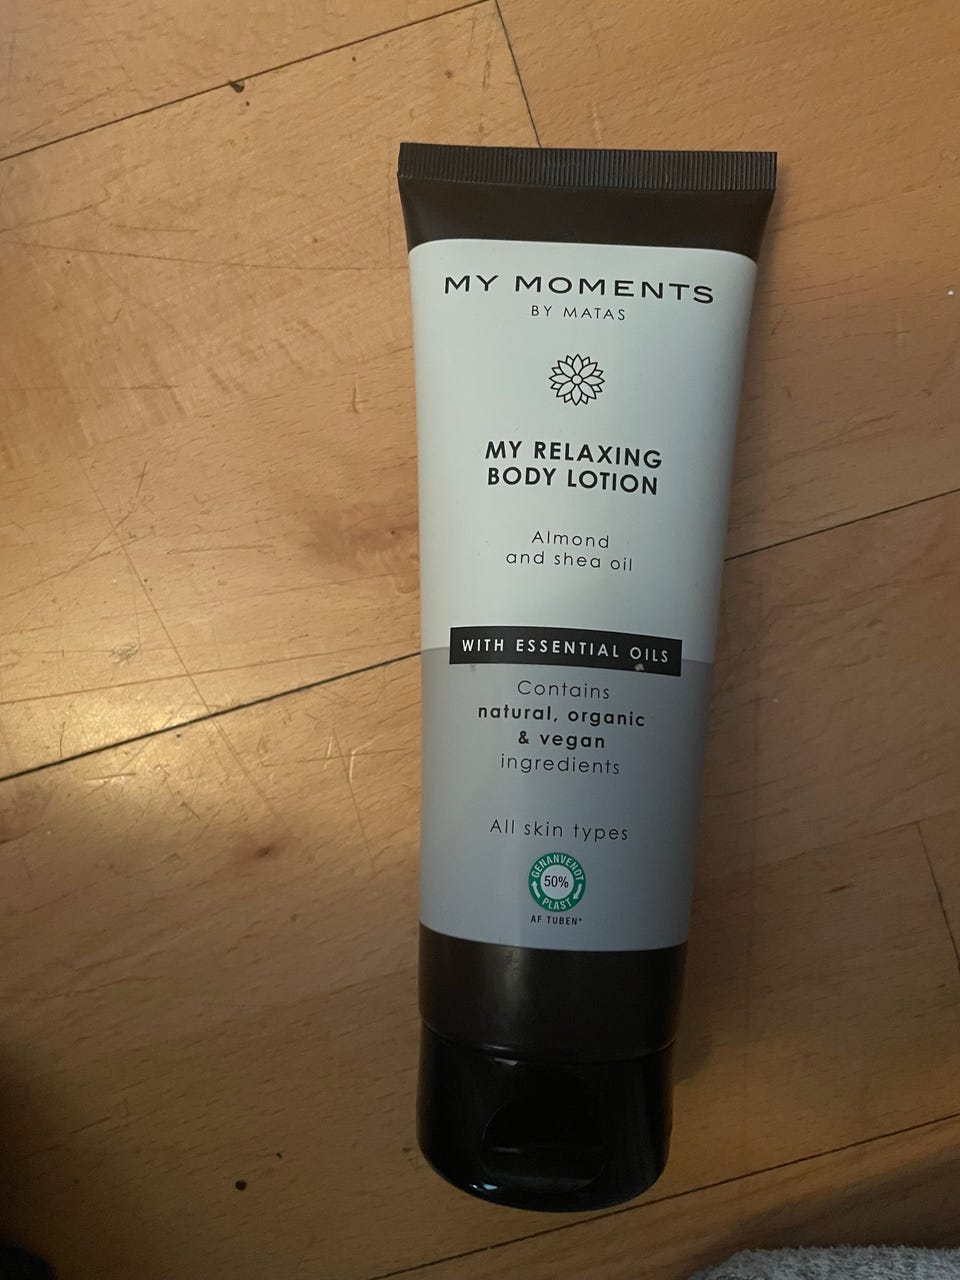 MY MOMENTS
BY MATAS
MY RELAXING
BODY LOTION
Almond
and shea oil
WITH ESSENTIAL OILS
Contains
natural, organic
& vegan
ingredients
All skin types
GENANVENDT
50%
PLAST
AF TUBEN*